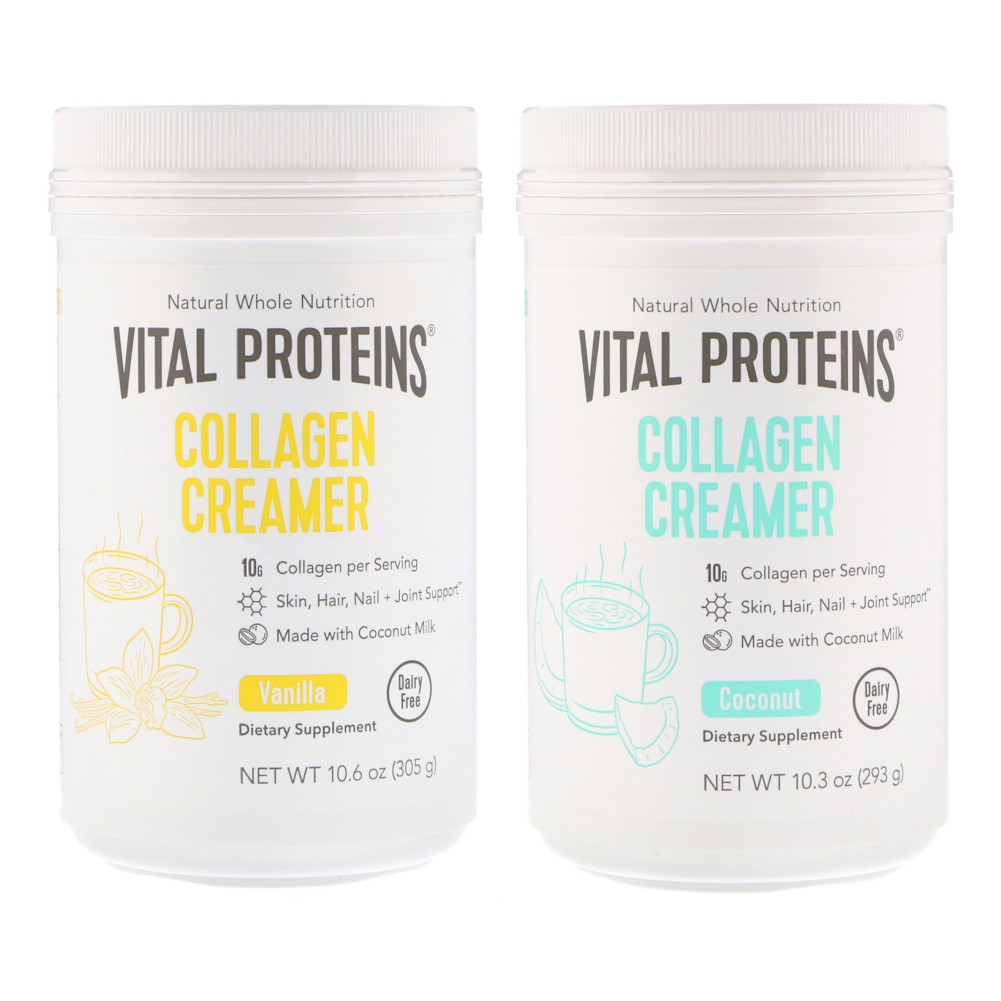 Natural Whole Nutrition
VITAL PROTEINS®
COLLAGEN
CREAMER
10G Collagen per Serving
Skin, Hair, Nail + Joint Support™
Made with Coconut Milk
Vanilla
Dairy
Free
Dietary Supplement
NET WT 10.6 oz (305 g)
Natural Whole Nutrition
VITAL PROTEINS®
COLLAGEN
CREAMER
10G Collagen per Serving
Skin, Hair, Nail + Joint Support™
Made with Coconut Milk
Coconut
Dairy
Free
Dietary Supplement
NET WT 10.3 oz (293 g)